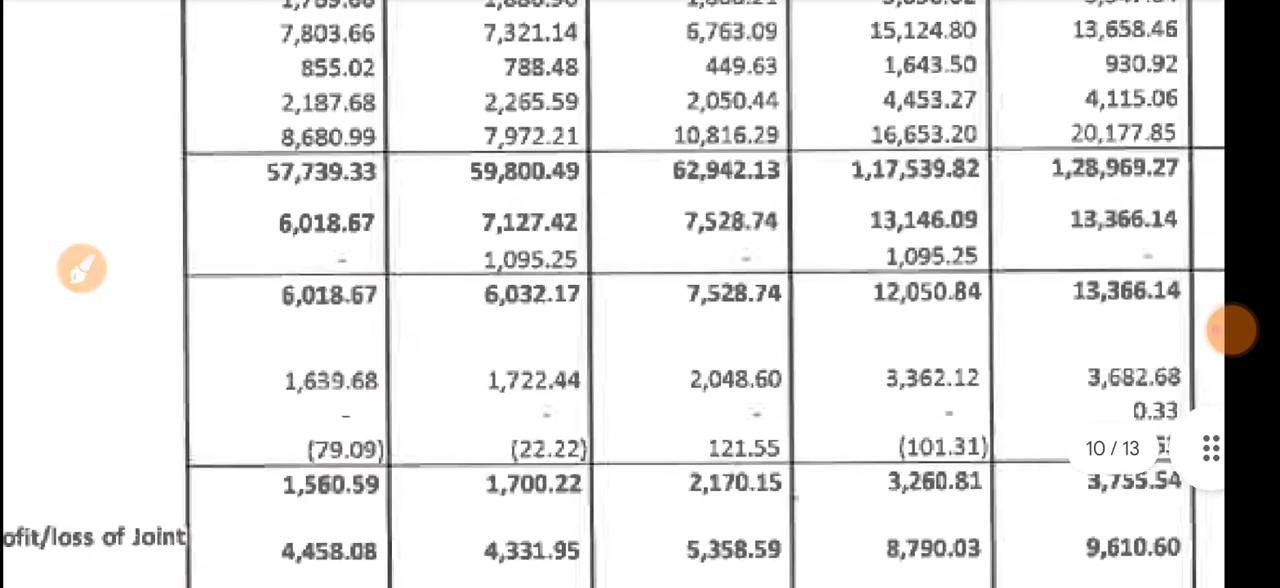 7,803.66 7,321.14 6,763.09 15,124.80 13,658.46
855.02 788.48 449.63 1,643.50 930.92
2,187.68 2,265.59 2,050.44 4,453.27 4,115.06
8,680.99 7,972.21 10,816.29 16,653.20 20,177.85
57,739.33 59,800.49 62,942.13 1,17,539.82 1,28,969.27
6,018.67 7,127.42 7,528.74 13,146.09 13,366.14
- 1,095.25 - 1,095.25 -
6,018.67 6,032.17 7,528.74 12,050.84 13,366.14
1,639.68 1,722.44 2,048.60 3,362.12 3,682.68
- - - - 0.33
(79.09) (22.22) 121.55 (101.31) 10 / 13
1,560.59 1,700.22 2,170.15 3,260.81 3,755.54
ofit/loss of Joint
4,458.08 4,331.95 5,358.59 8,790.03 9,610.60